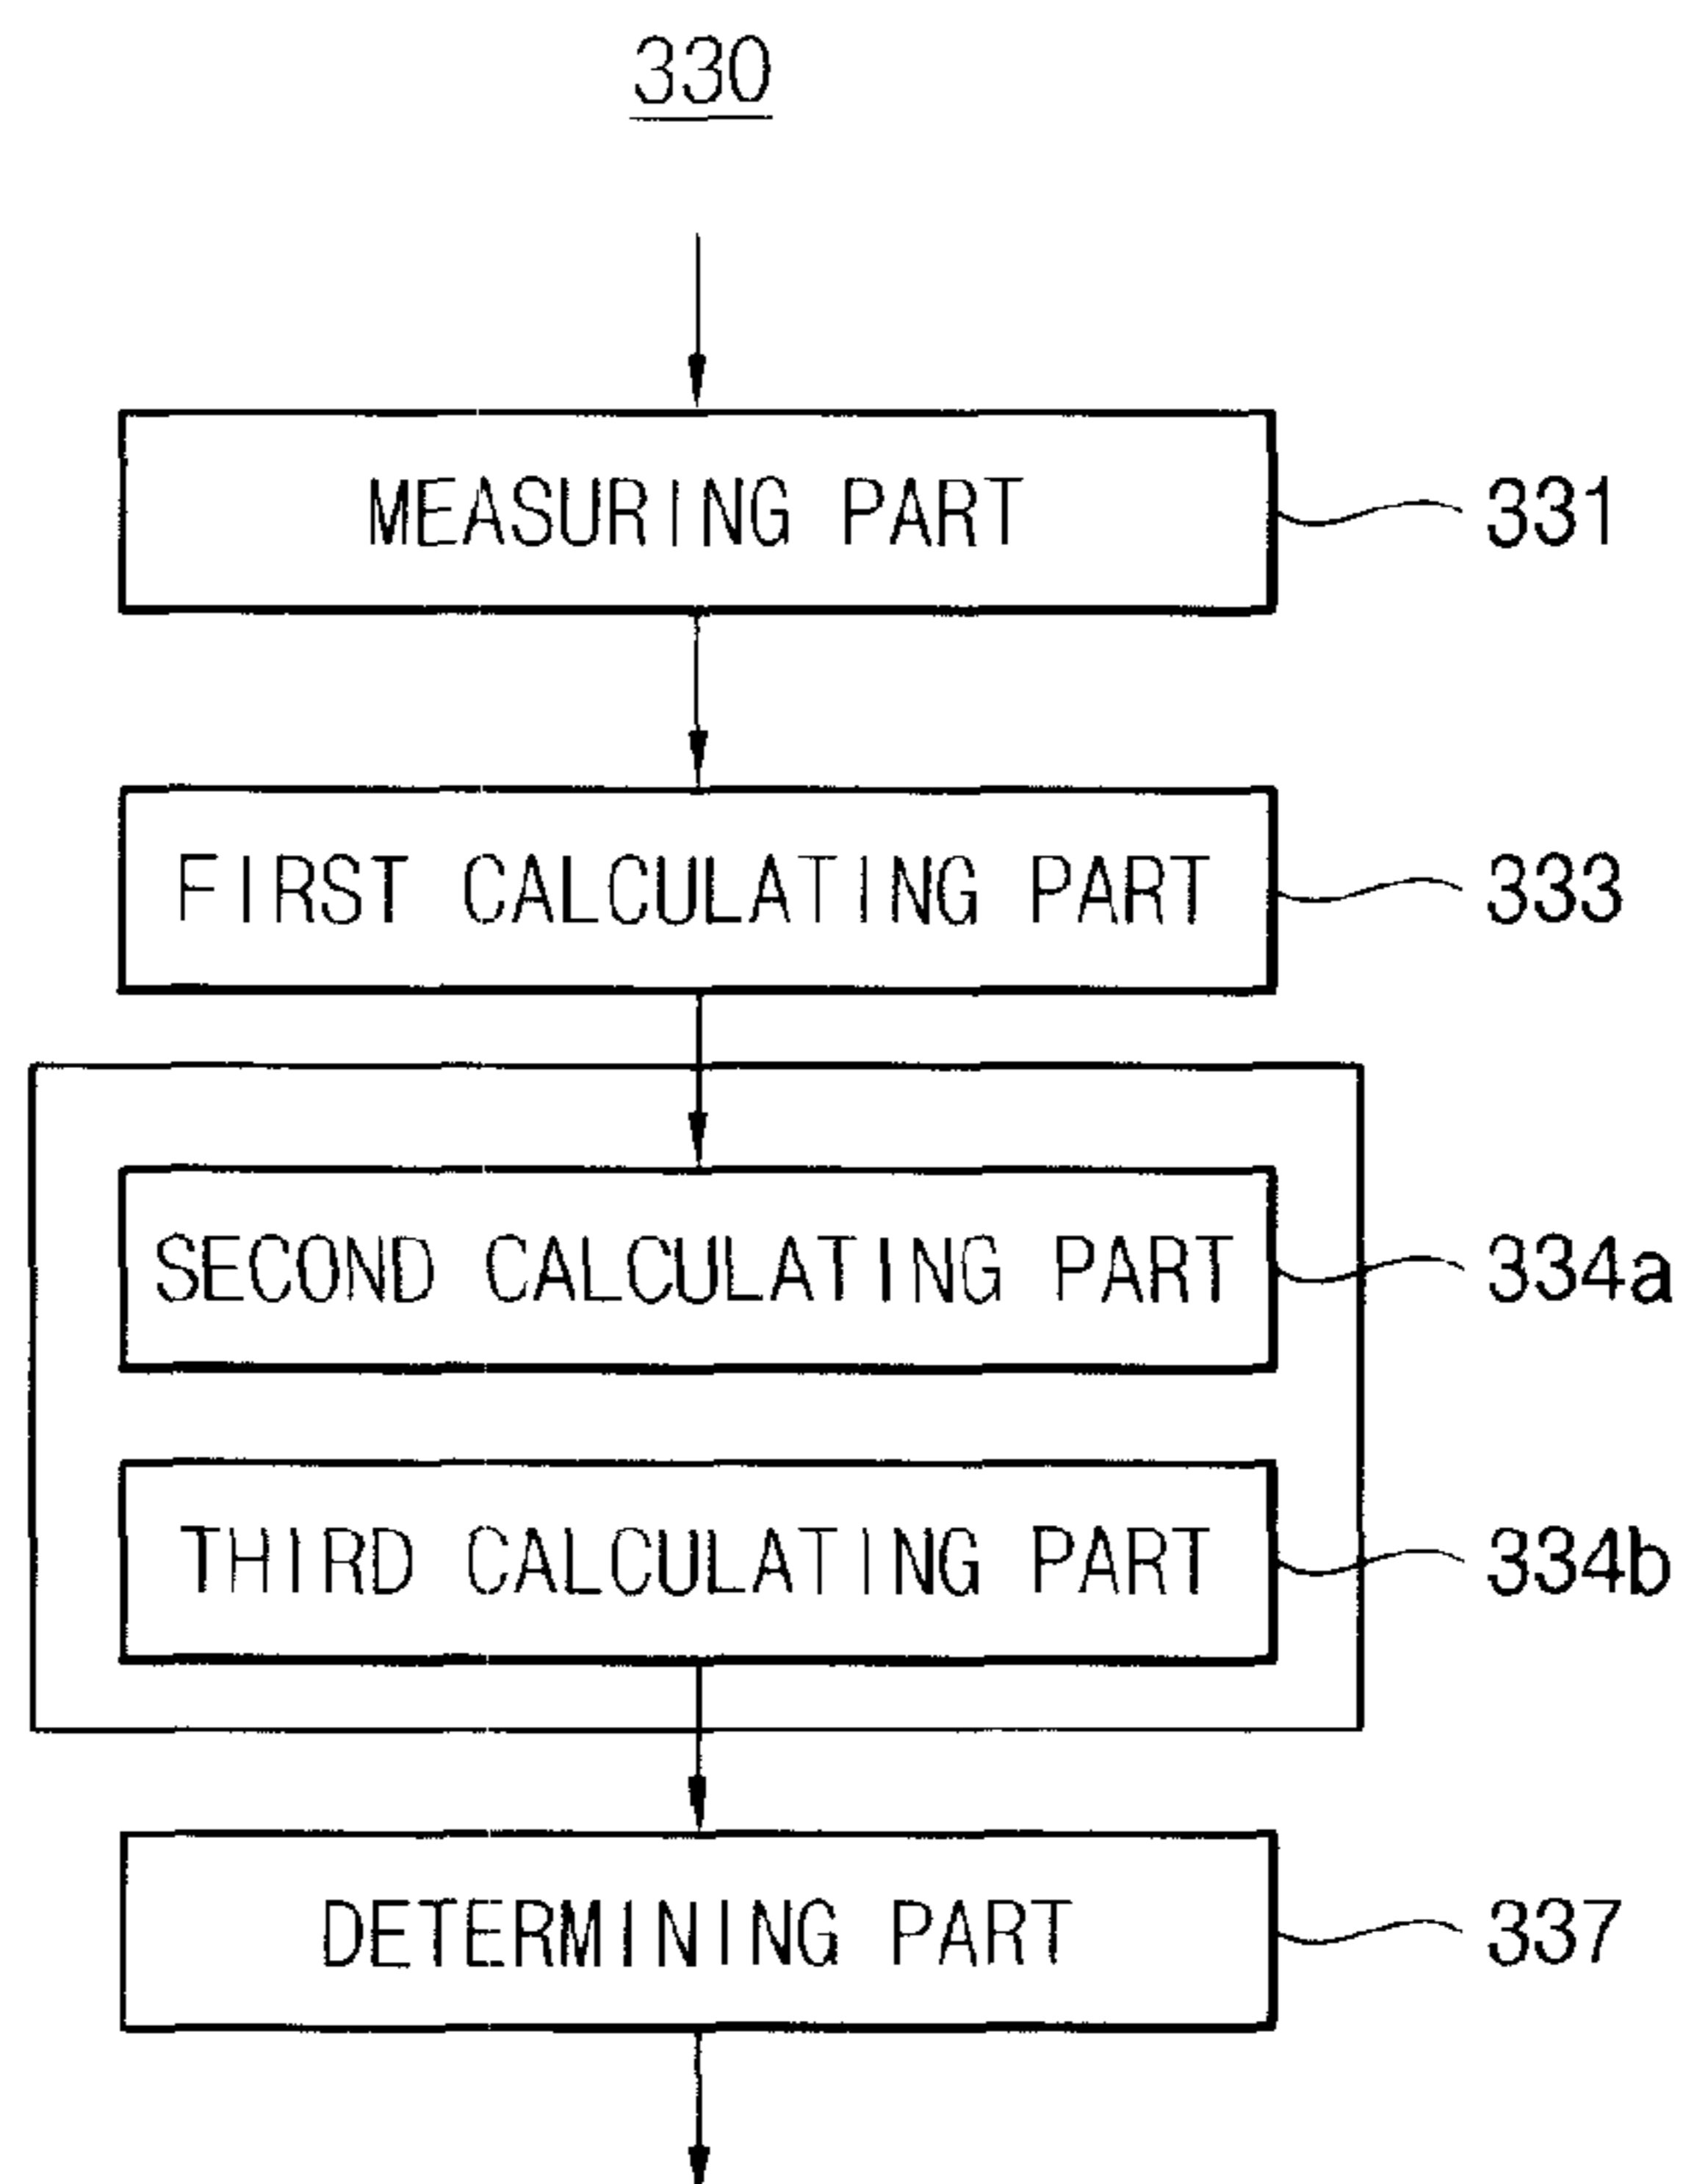 330
MEASURING PART 331
FIRST CALCULATING PART 333
SECOND CALCULATING PART 334a
THIRD CALCULATING PART 334b
DETERMINING PART 337